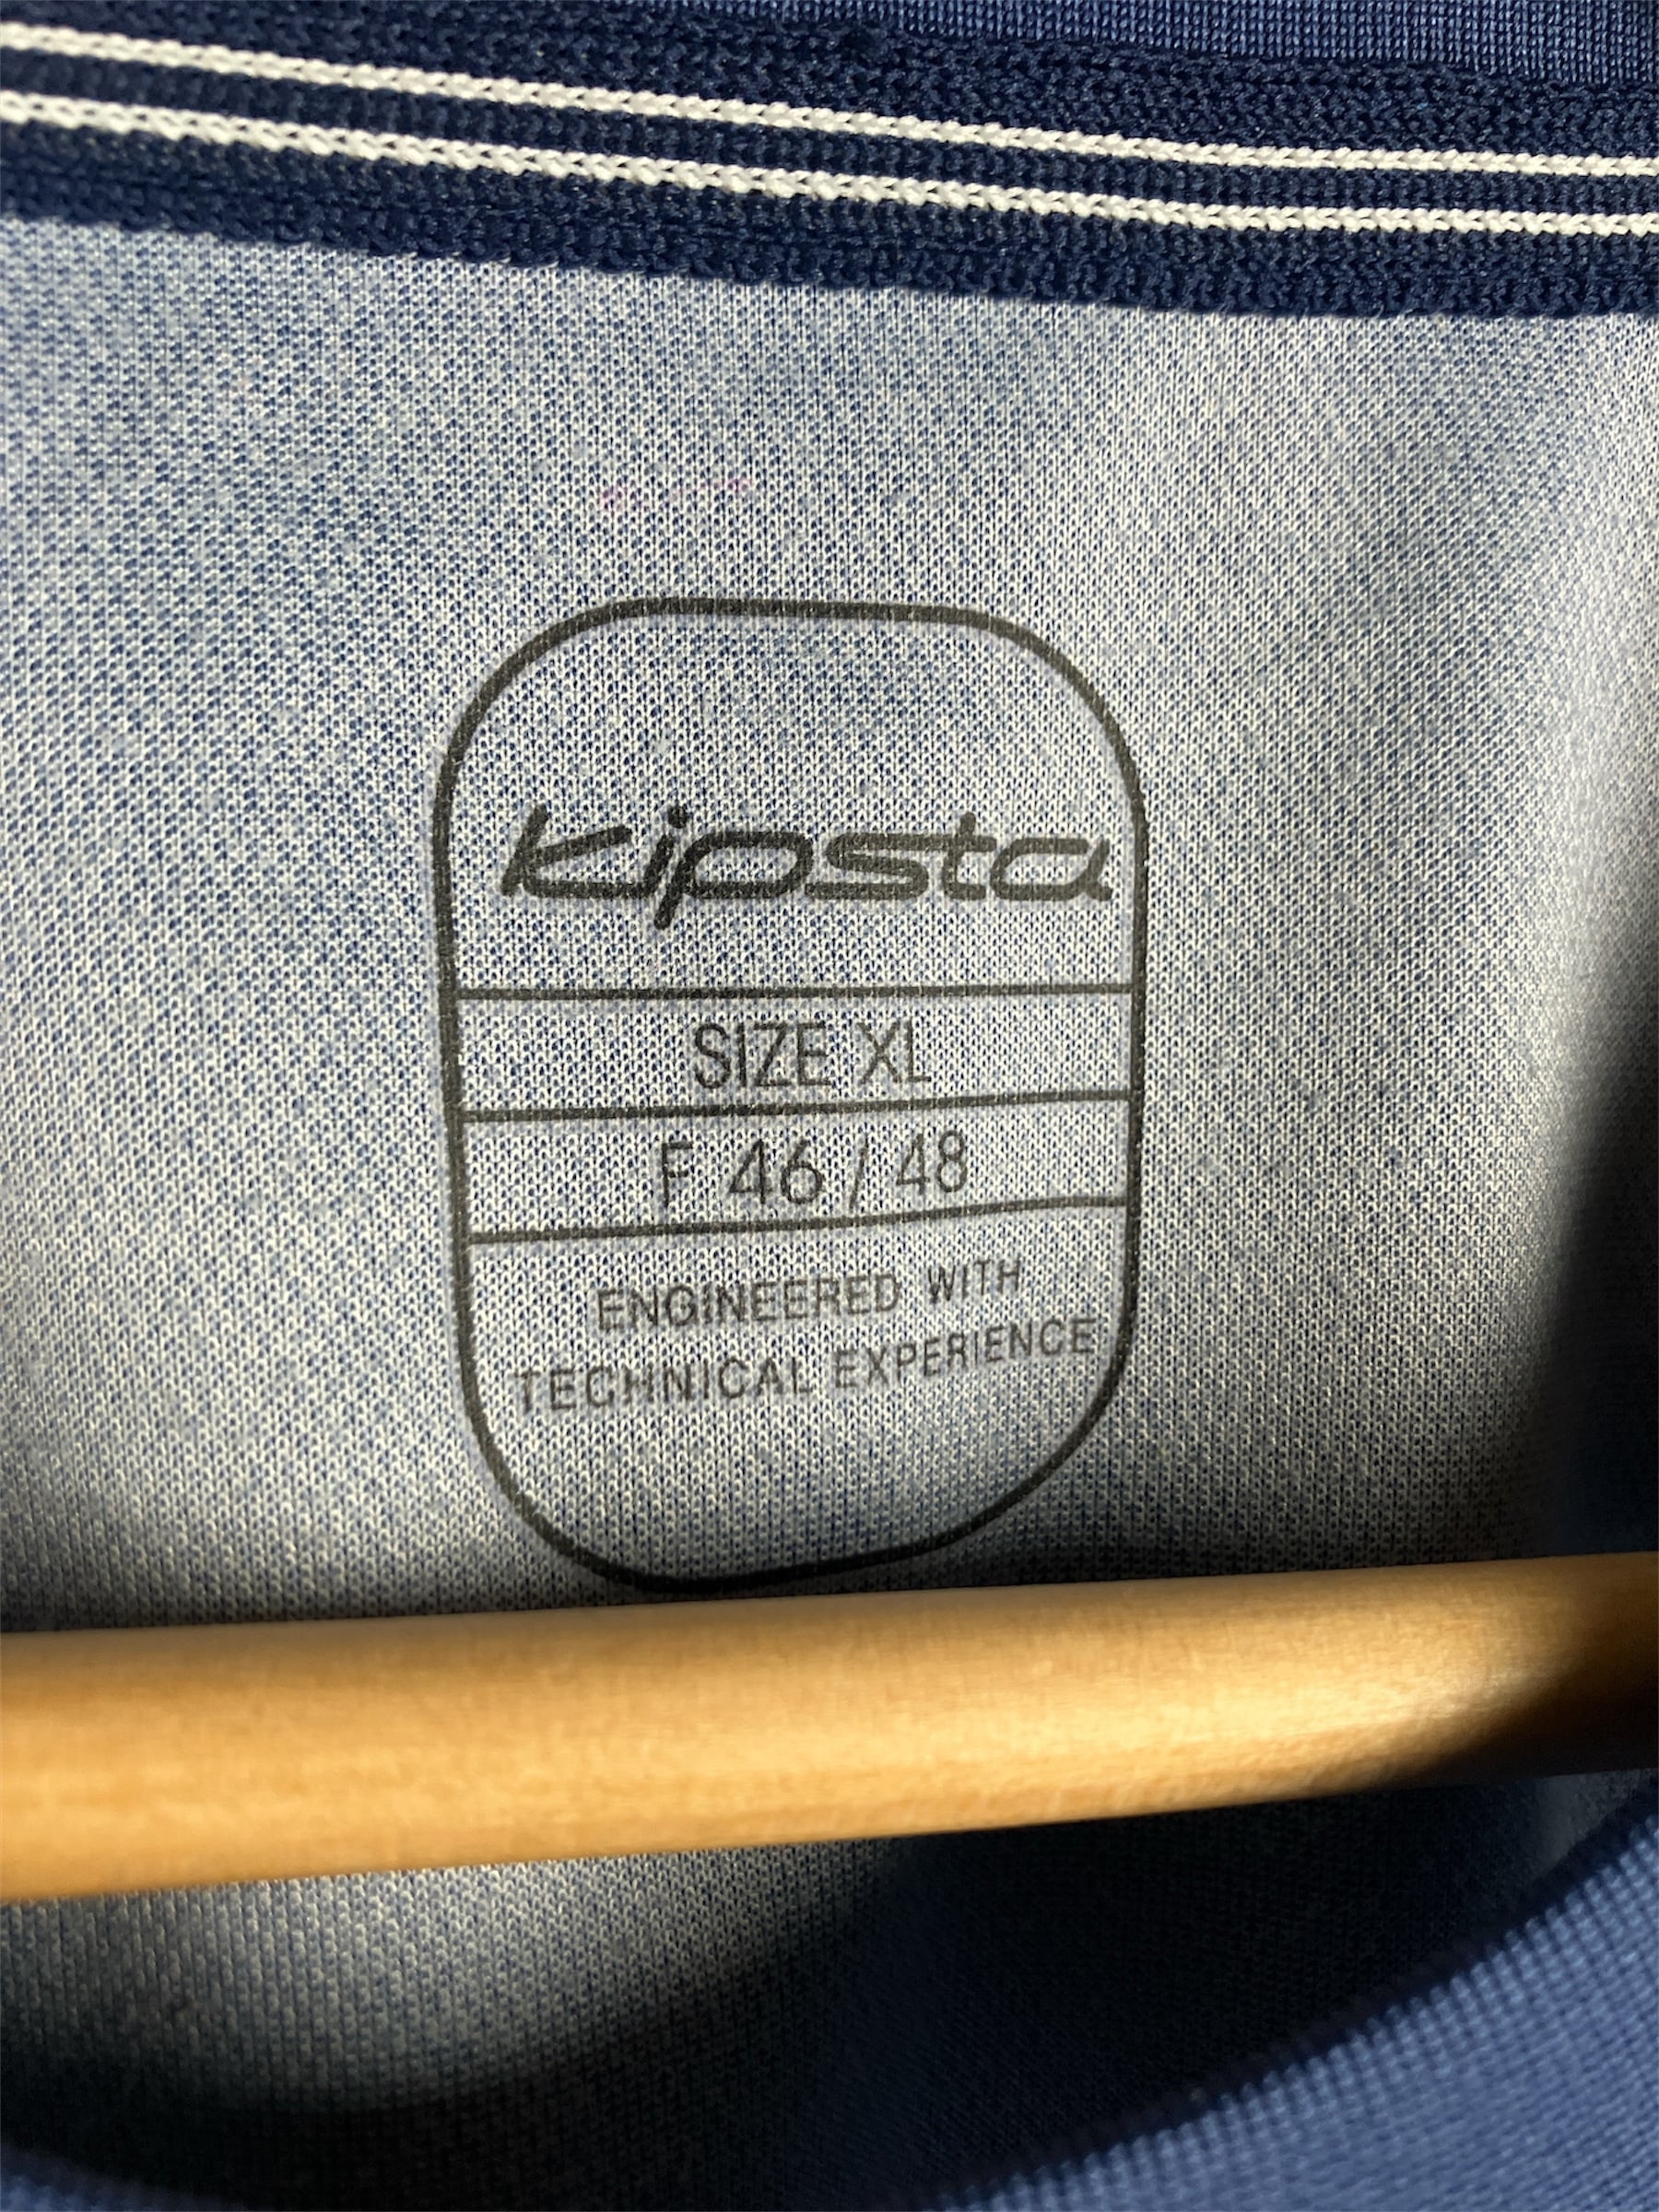 kipsta
SIZE XL
F 46 / 48
ENGINEERED WITH
TECHNICAL EXPERIENCE